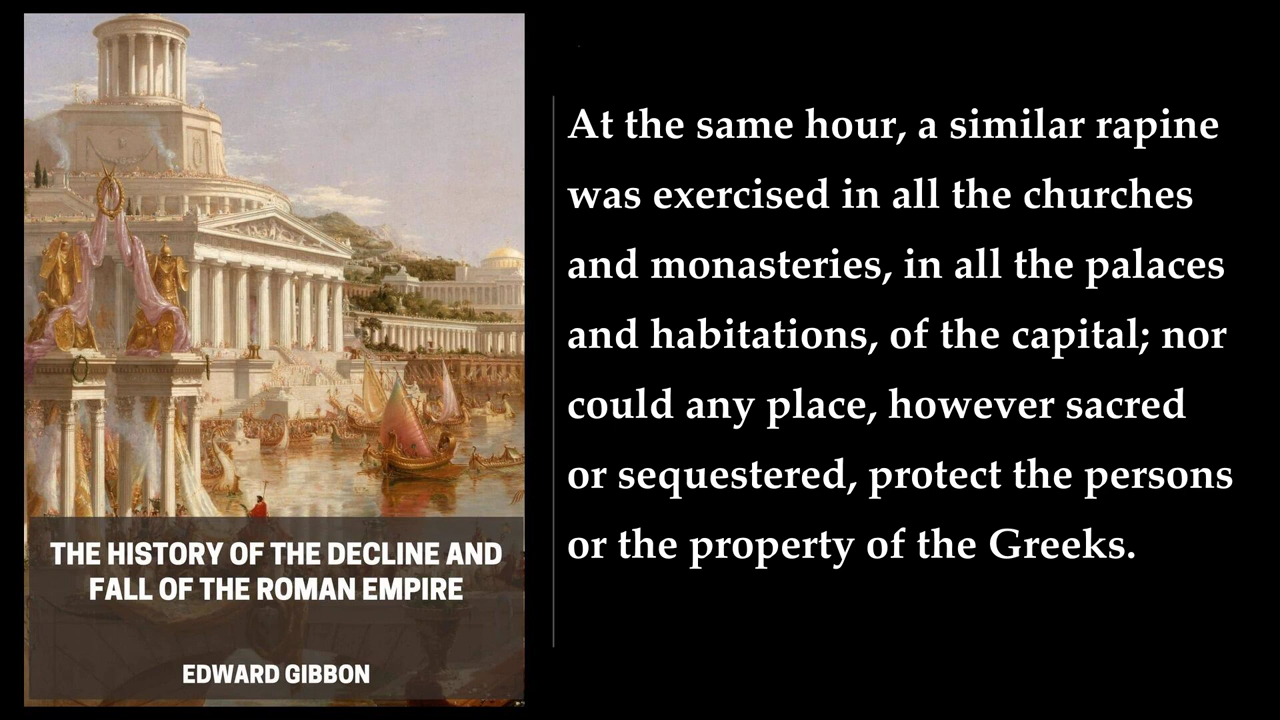 At the same hour, a similar rapine
was exercised in all the churches
and monasteries, in all the palaces
and habitations, of the capital; nor
could any place, however sacred
or sequestered, protect the persons
or the property of the Greeks.
THE HISTORY OF THE DECLINE AND
FALL OF THE ROMAN EMPIRE
EDWARD GIBBON